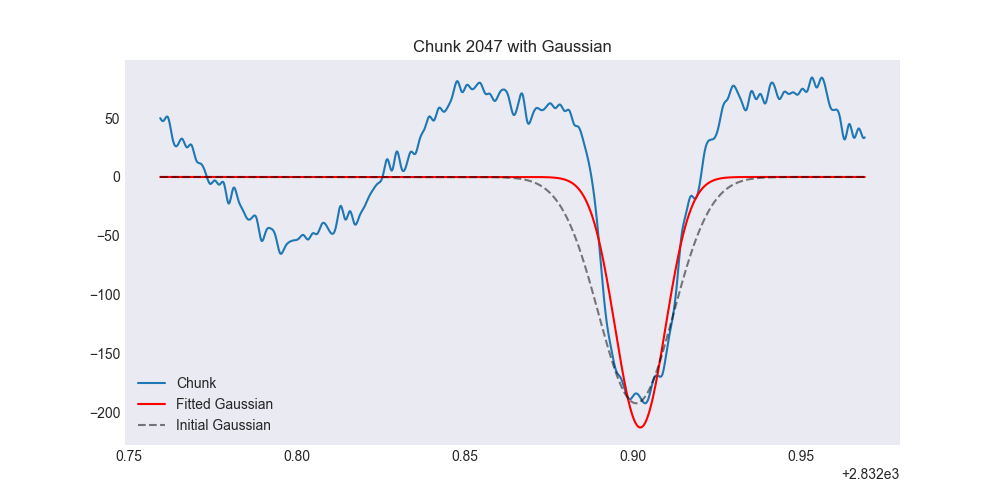 Chunk 2047 with Gaussian
50
0
−50
−100
−150
−200
Chunk
Fitted Gaussian
Initial Gaussian
0.75 0.80 0.85 0.90 0.95
+2.832e3